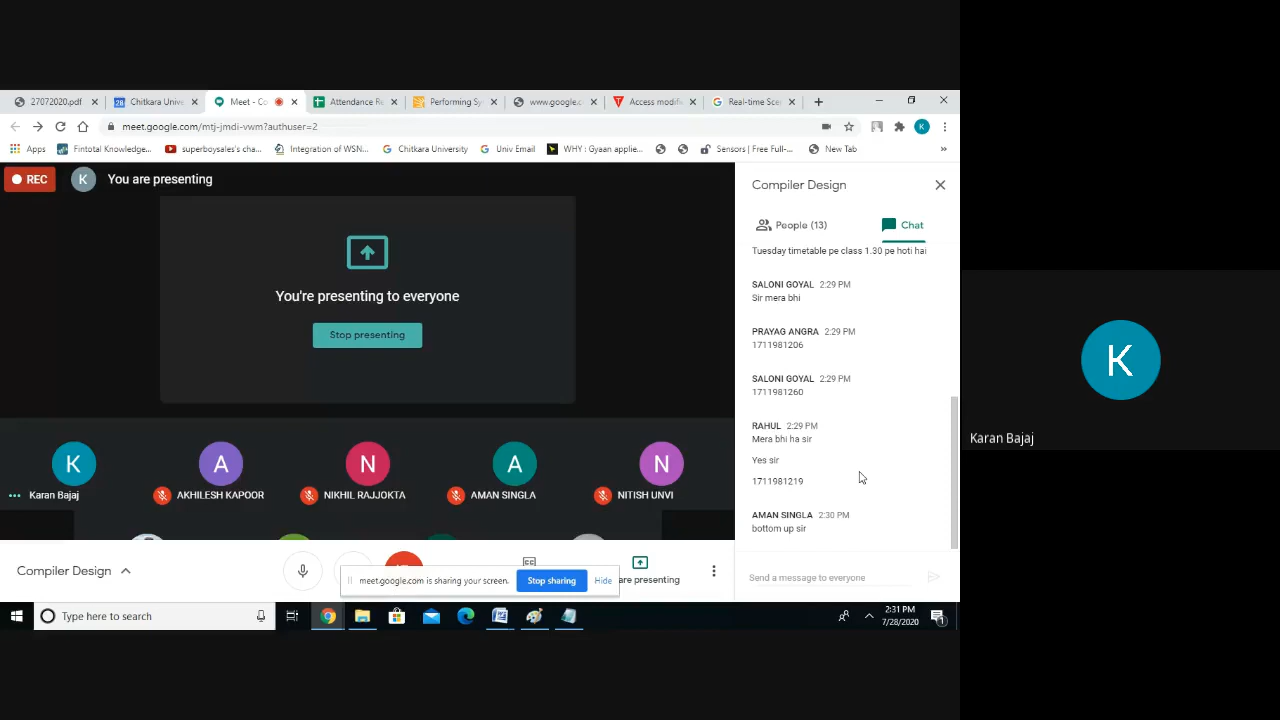 27072020.pdf
Chitkara Unive
Meet - Co
Attendance Re
Performing Sy
www.google.c
Access modifi
Real-time Sce
meet.google.com/mtj-jmdi-vwm?authuser=2
K
Apps
Fintotal Knowledge...
superboysales's cha...
Integration of WSN...
Chitkara University
Univ Email
WHY : Gyaan applie...
Sensors | Free Full-...
New Tab
»
REC
K
You are presenting
You're presenting to everyone
Stop presenting
Compiler Design
People (13)
Chat
Tuesday timetable pe class 1.30 pe hoti hai
SALONI GOYAL 2:29 PM
Sir mera bhi
PRAYAG ANGRA 2:29 PM
1711981206
SALONI GOYAL 2:29 PM
1711981260
RAHUL 2:29 PM
Mera bhi ha sir
Yes sir
1711981219
AMAN SINGLA 2:30 PM
bottom up sir
Send a message to everyone
K
Karan Bajaj
A
AKHILESH KAPOOR
N
NIKHIL RAJJOKTA
A
AMAN SINGLA
N
NITISH UNVI
Compiler Design
meet.google.com is sharing your screen.
Stop sharing
Hide
are presenting
Type here to search
2:31 PM
7/28/2020
K
Karan Bajaj